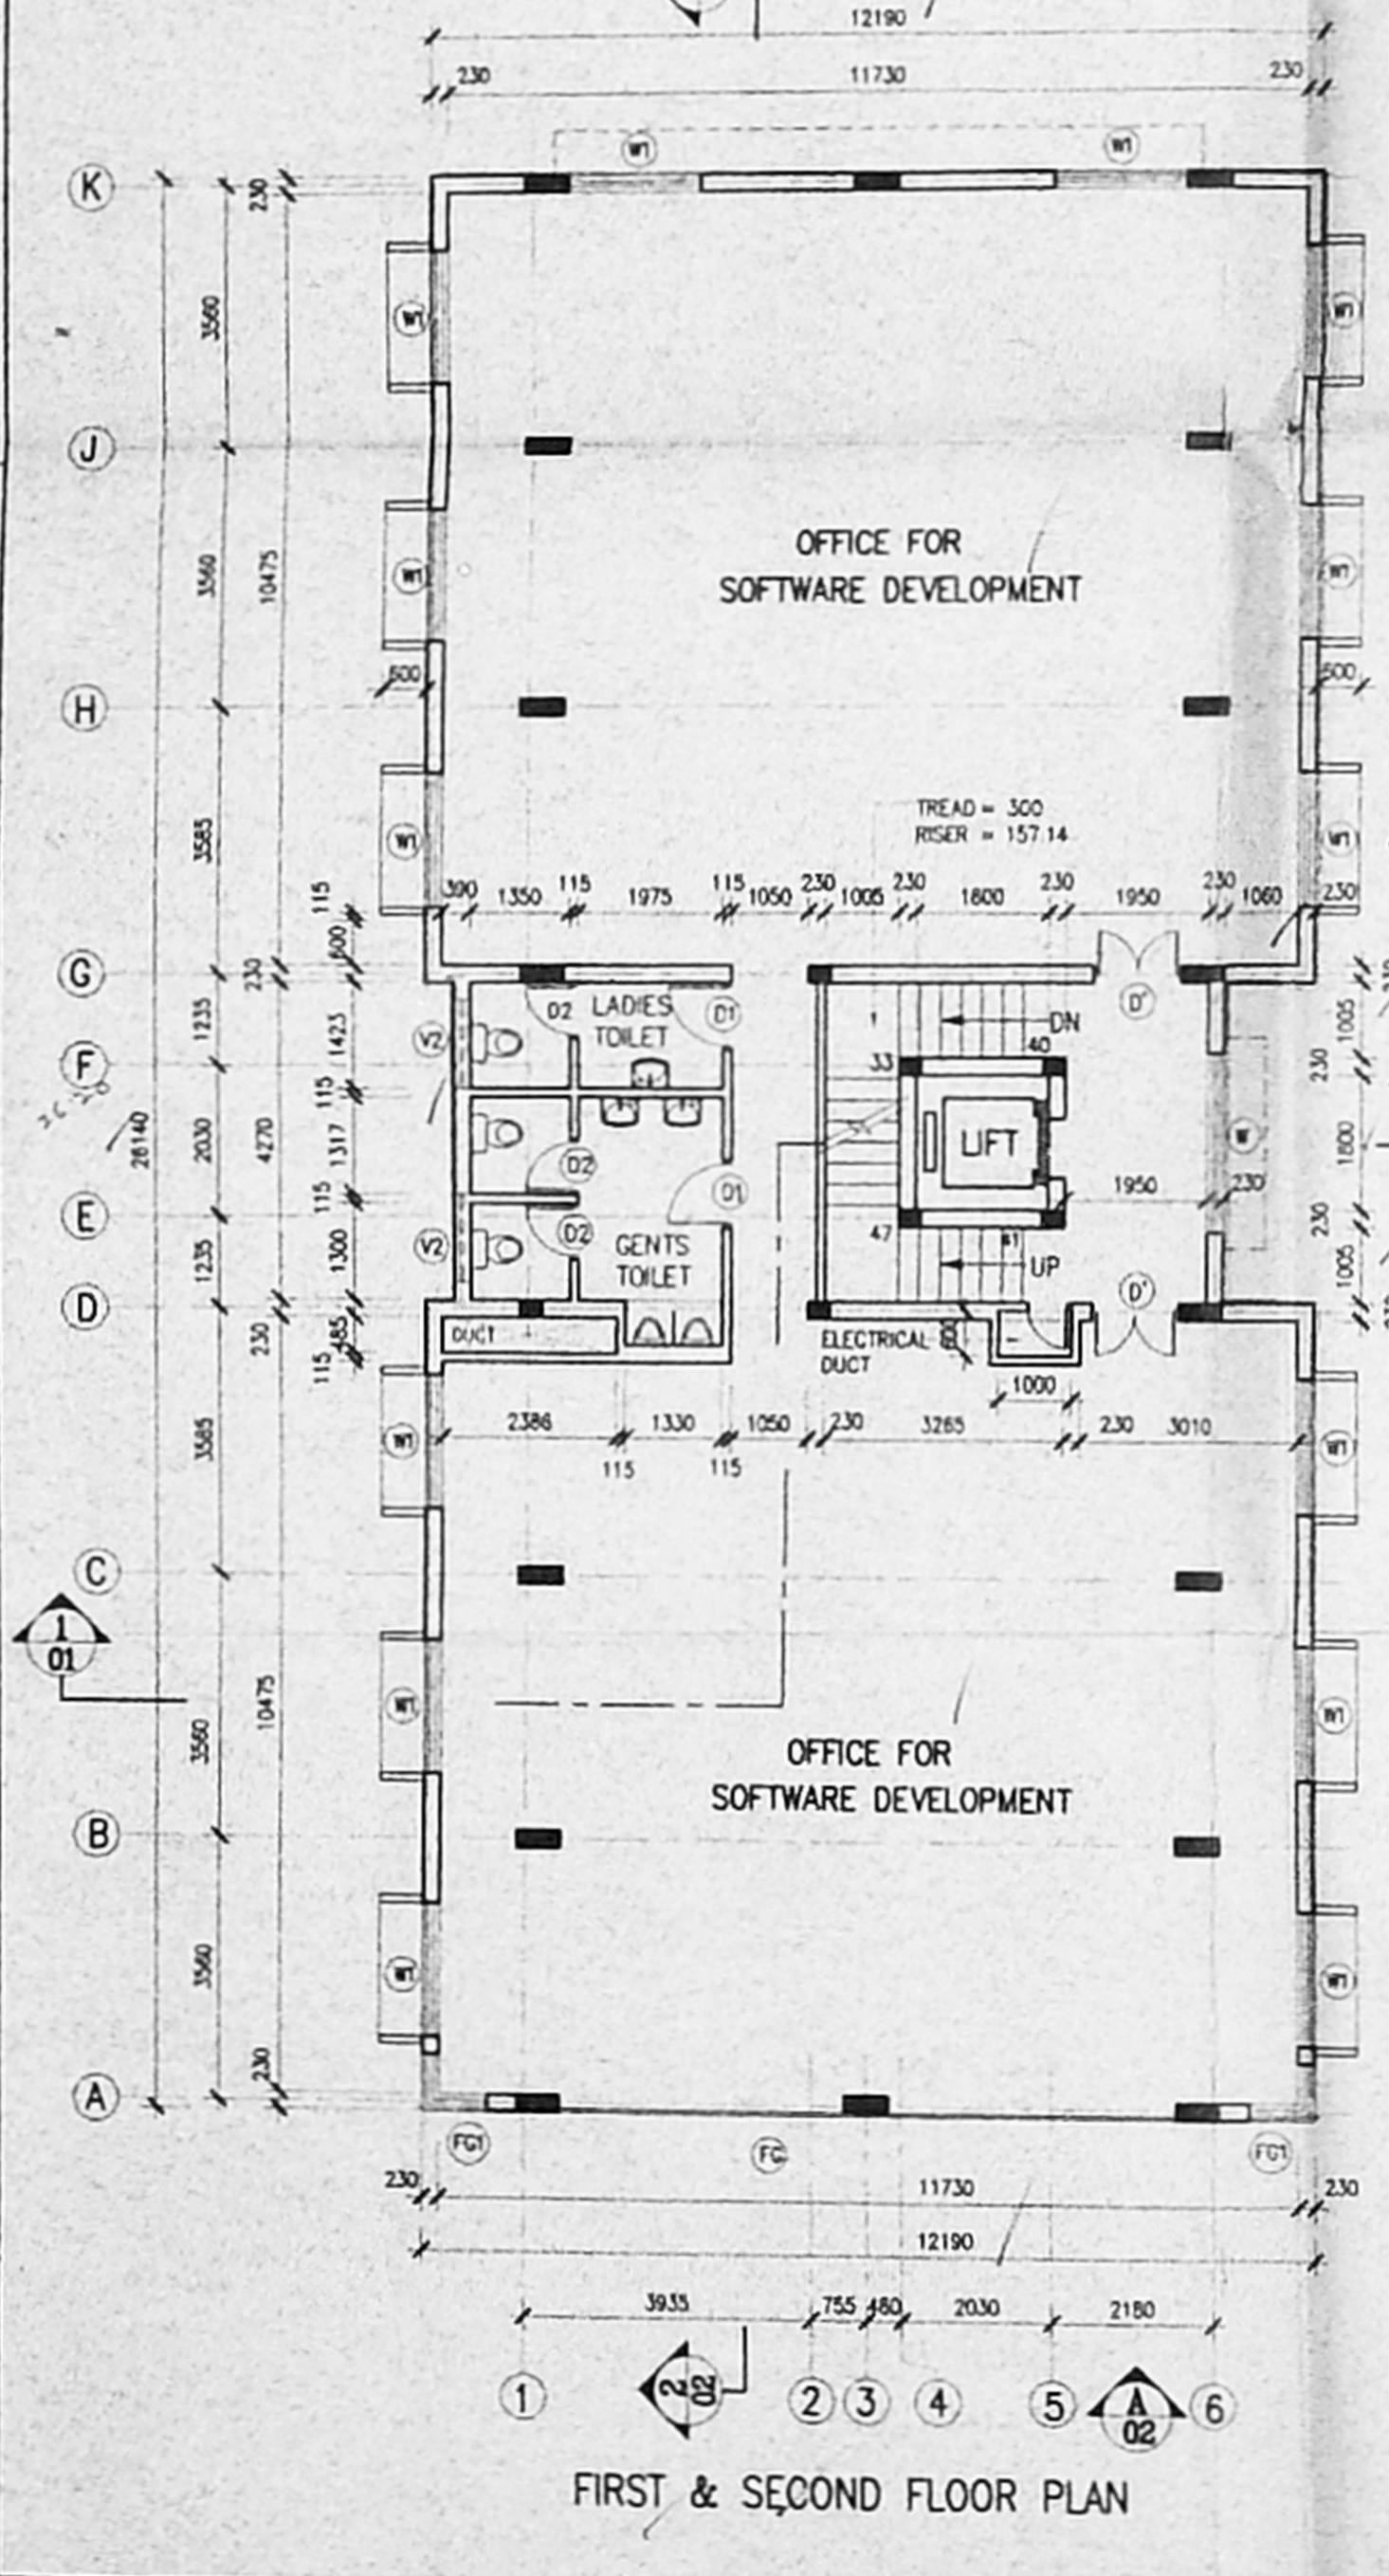 12190
230 11730 230
W1 W1
K
230
3560
W1 W1
J
OFFICE FOR
SOFTWARE DEVELOPMENT
3560
10475
W1 W1
600 600
H
TREAD = 300
RISER = 157.14
3585
W1 W1
390 1350 115 1975 115 1050 230 1005 230 1800 230 1950 230 1060 230
115
600
G
230
1235
1423
V2
D2 LADIES D1
TOILET
1
DN
D'
1005
F
33
40
230
115
26140
2030
4270
1317
D2
LIFT
W
1800
D1
1950 230
115
E
230
1235
1300
V2
D2
GENTS
TOILET
47
41
UP
1005
D
D'
230
485
115
DUCT
ELECTRICAL
DUCT
600
1000
2386 1330 1050 230 3265 230 3010
115 115
3585
W1 W1
C
1
01
10475
3560
W1 W1
OFFICE FOR
SOFTWARE DEVELOPMENT
B
3560
W1 W1
230
A
FG1 FG FG1
230 11730 230
12190
3935 755 480 2030 2180
1 2 02 2 3 4 5 A 02 6
FIRST & SECOND FLOOR PLAN